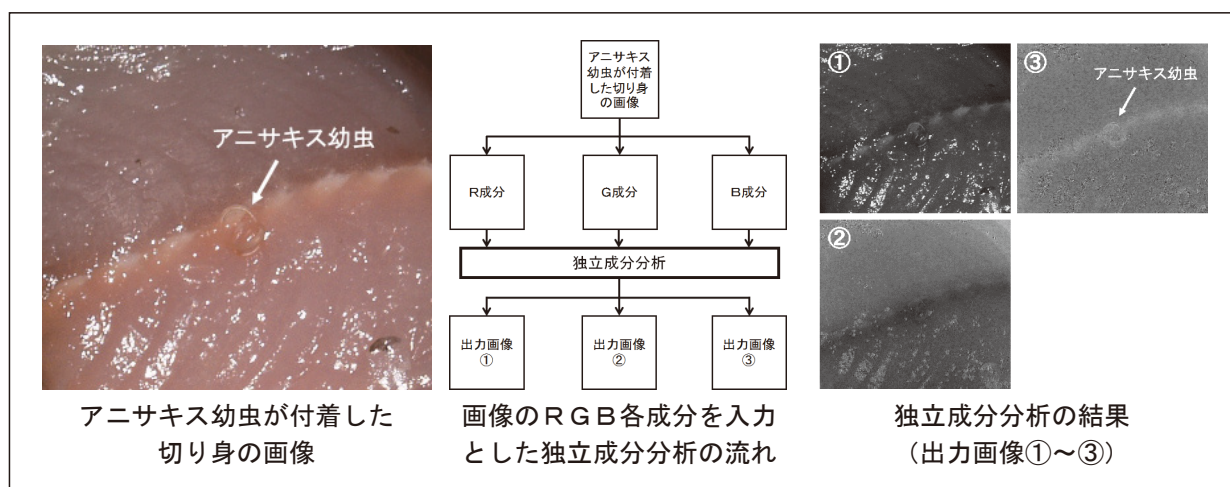 アニサキス幼虫
アニサキス幼虫が付着した
切り身の画像
アニサキス
幼虫が付着
した切り身
の画像
R成分
G成分
B成分
独立成分分析
出力画像
①
出力画像
②
出力画像
③
画像のRGB各成分を入力
とした独立成分分析の流れ
①
③
アニサキス幼虫
②
独立成分分析の結果
（出力画像①～③）